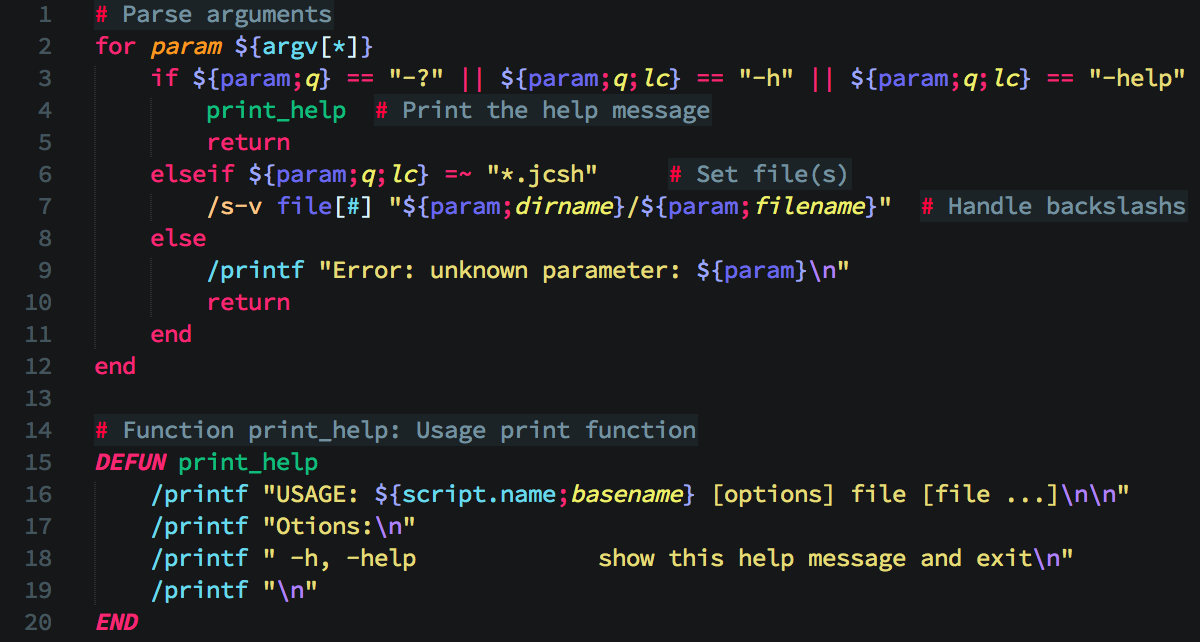 1 # Parse arguments
2 for param ${argv[*]}
3     if ${param;q} == "-?" || ${param;q;lc} == "-h" || ${param;q;lc} == "-help"
4         print_help  # Print the help message
5         return
6     elseif ${param;q;lc} =~ "*.jcsh"     # Set file(s)
7         /s-v file[#] "${param;dirname}/${param;filename}"  # Handle backslashs
8     else
9         /printf "Error: unknown parameter: ${param}\n"
10         return
11     end
12 end
13
14 # Function print_help: Usage print function
15 DEFUN print_help
16     /printf "USAGE: ${script.name;basename} [options] file [file ...]\n\n"
17     /printf "Otions:\n"
18     /printf " -h, -help             show this help message and exit\n"
19     /printf "\n"
20 END